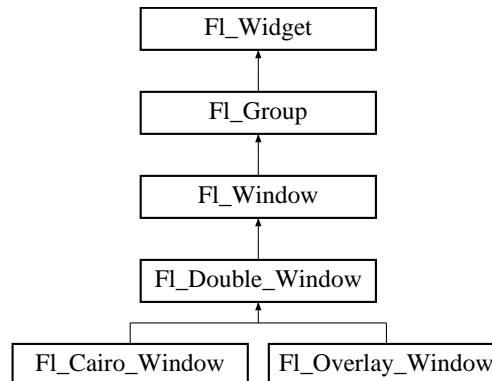 Fl_Widget
Fl_Group
Fl_Window
Fl_Double_Window
Fl_Cairo_Window
Fl_Overlay_Window